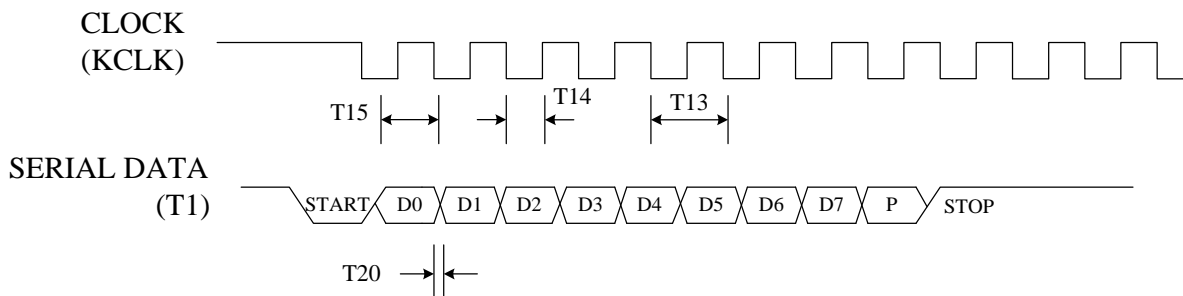 CLOCK
(KCLK)
T15
T14
T13
SERIAL DATA
(T1)
START D0 D1 D2 D3 D4 D5 D6 D7 P STOP
T20